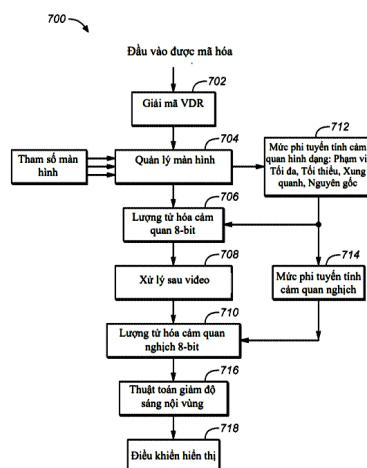 700
Đầu vào được mã hóa
702
Giải mã VDR
704
Quản lý màn hình
Tham số màn
hình
712
Mức phi tuyến tính cảm
quan hình dạng: Phạm vi
Tối đa, Tối thiểu, Xung
quanh, Nguyên gốc
706
Lượng tử hóa cảm
quan 8-bit
708
Xử lý sau video
714
Mức phi tuyến tính
cảm quan nghịch
710
Lượng tử hóa cảm quan
nghịch 8-bit
716
Thuật toán giảm độ
sáng nội vùng
718
Điều khiển hiển thị